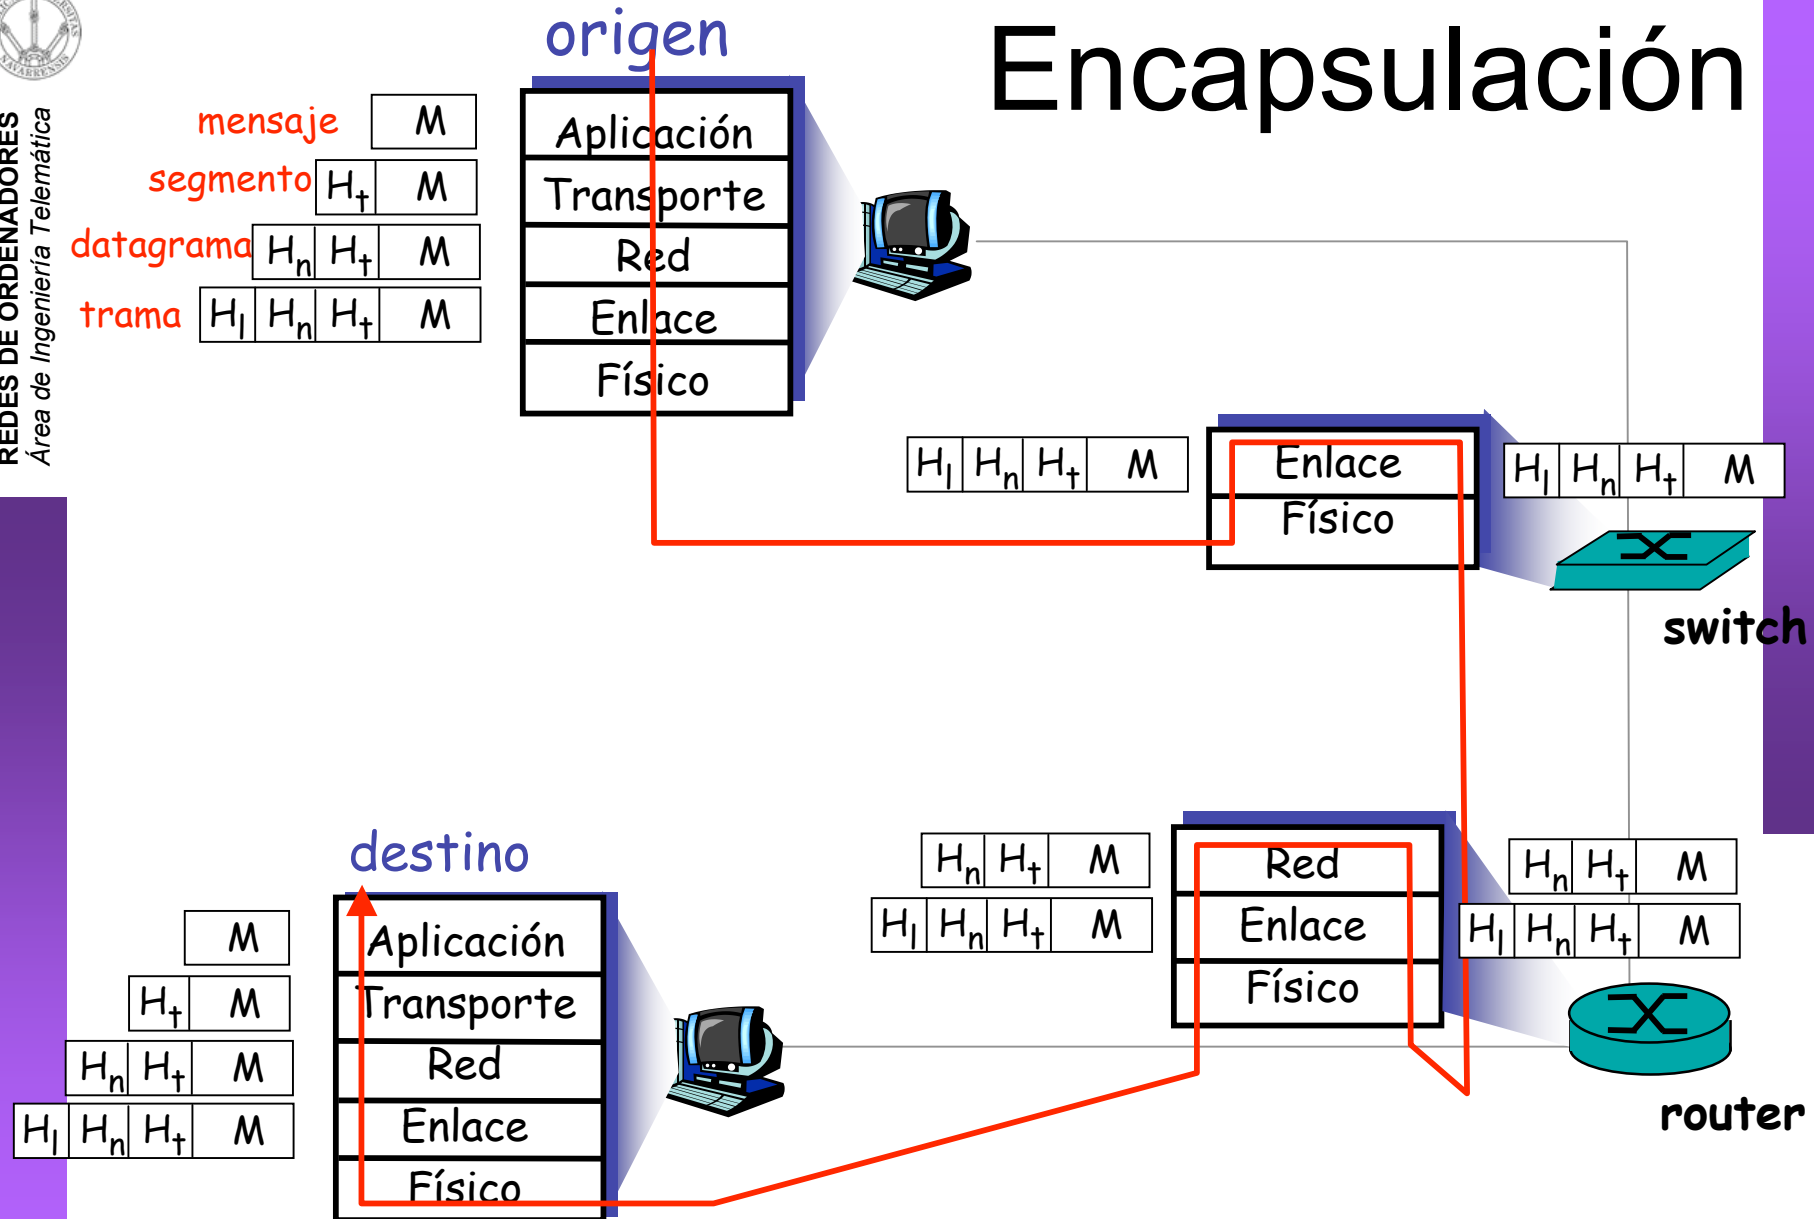 origen
Encapsulación
REDES DE ORDENADORES
Área de Ingeniería Telemática
mensaje M
segmento Ht M
datagrama Hn Ht M
trama Hl Hn Ht M
Aplicación
Transporte
Red
Enlace
Físico
Hl Hn Ht M
Enlace
Físico
Hl Hn Ht M
switch
Hn Ht M
Hl Hn Ht M
Red
Enlace
Físico
Hn Ht M
Hl Hn Ht M
router
destino
M
Ht M
Hn Ht M
Hl Hn Ht M
Aplicación
Transporte
Red
Enlace
Físico